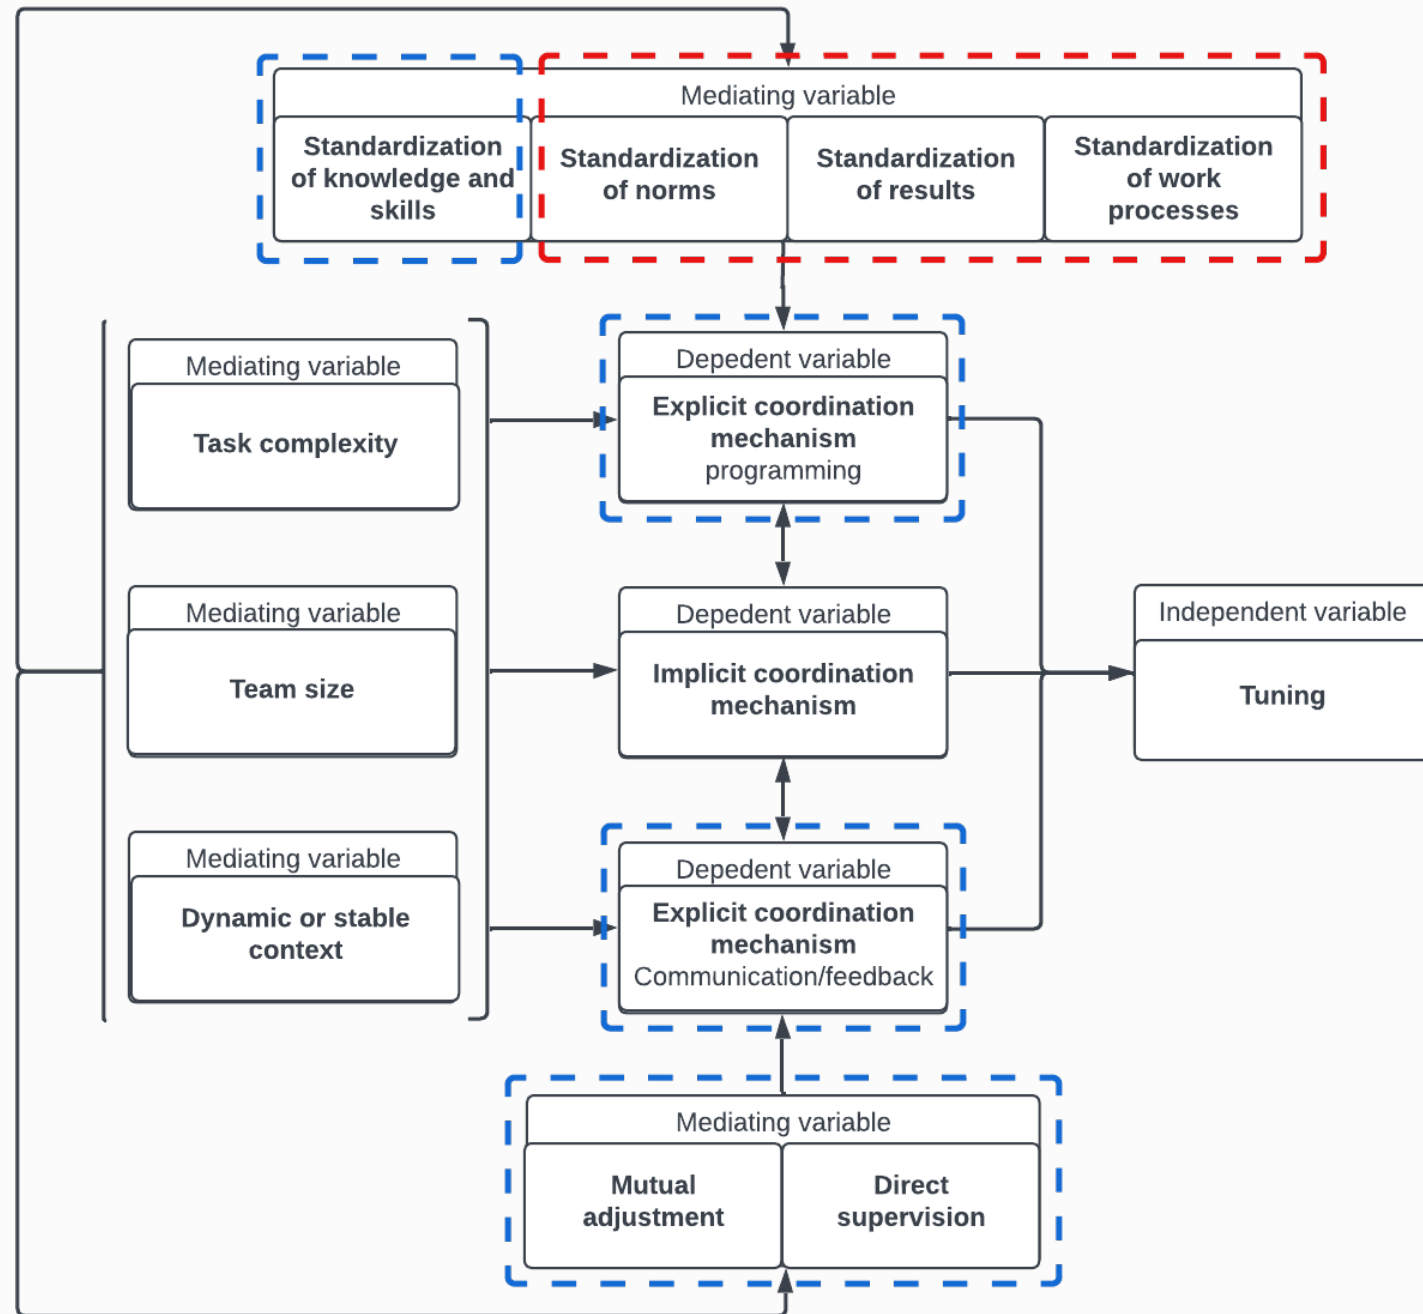 Mediating variable
Standardization
of knowledge and
skills
Standardization
of norms
Standardization
of results
Standardization
of work
processes
Mediating variable
Task complexity
Depedent variable
Explicit coordination
mechanism
programming
Mediating variable
Team size
Depedent variable
Implicit coordination
mechanism
Independent variable
Tuning
Mediating variable
Dynamic or stable
context
Depedent variable
Explicit coordination
mechanism
Communication/feedback
Mediating variable
Mutual
adjustment
Direct
supervision